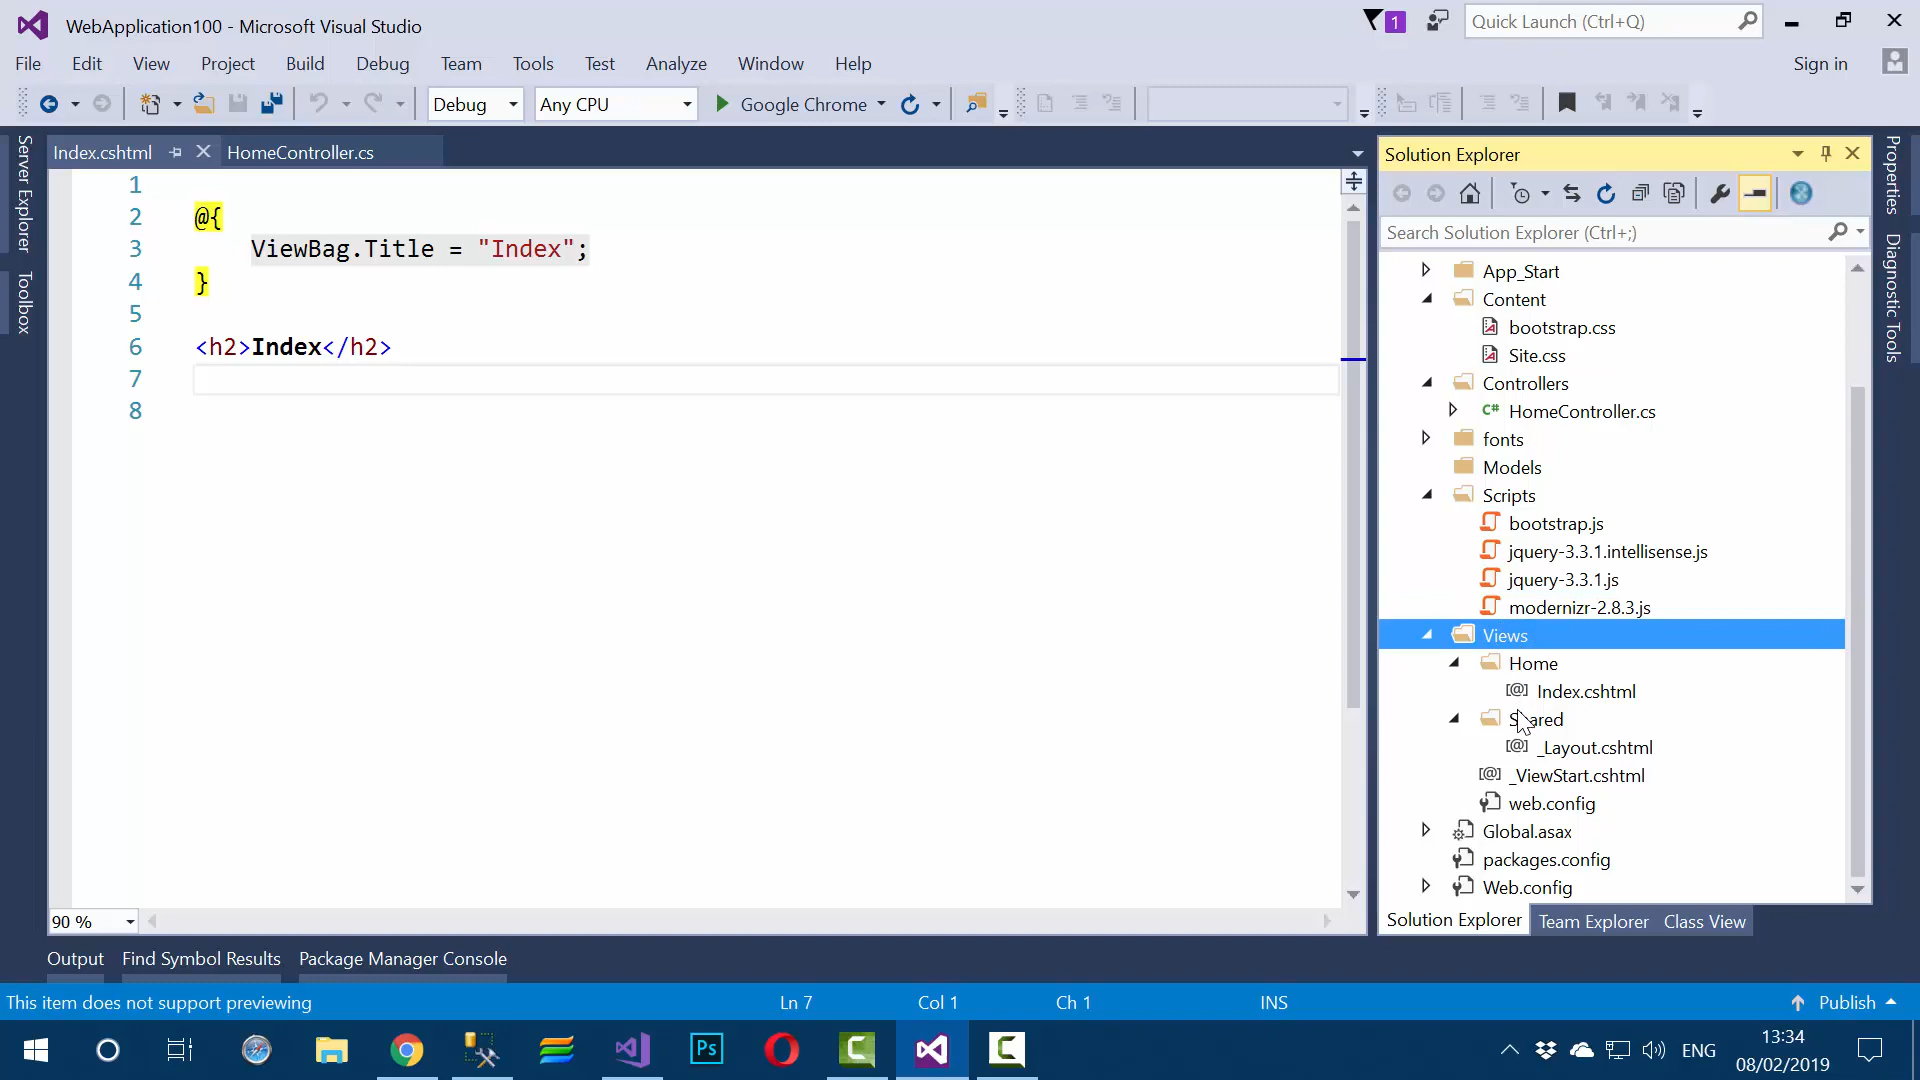 WebApplication100 - Microsoft Visual Studio
1
Quick Launch (Ctrl+Q)
File Edit View Project Build Debug Team Tools Test Analyze Window Help
Sign in
Debug Any CPU Google Chrome
Server Explorer
Toolbox
Index.cshtml HomeController.cs
1
2 @{
3 ViewBag.Title = "Index";
4 }
5
6 <h2>Index</h2>
7
8
90 %
Solution Explorer
Search Solution Explorer (Ctrl+;)
App_Start
Content
bootstrap.css
Site.css
Controllers
C# HomeController.cs
fonts
Models
Scripts
bootstrap.js
jquery-3.3.1.intellisense.js
jquery-3.3.1.js
modernizr-2.8.3.js
Views
Home
[@] Index.cshtml
Shared
[@] _Layout.cshtml
[@] _ViewStart.cshtml
web.config
Global.asax
packages.config
Web.config
Solution Explorer Team Explorer Class View
Properties
Diagnostic Tools
Output Find Symbol Results Package Manager Console
This item does not support previewing Ln 7 Col 1 Ch 1 INS Publish
Ps
ENG
13:34
08/02/2019